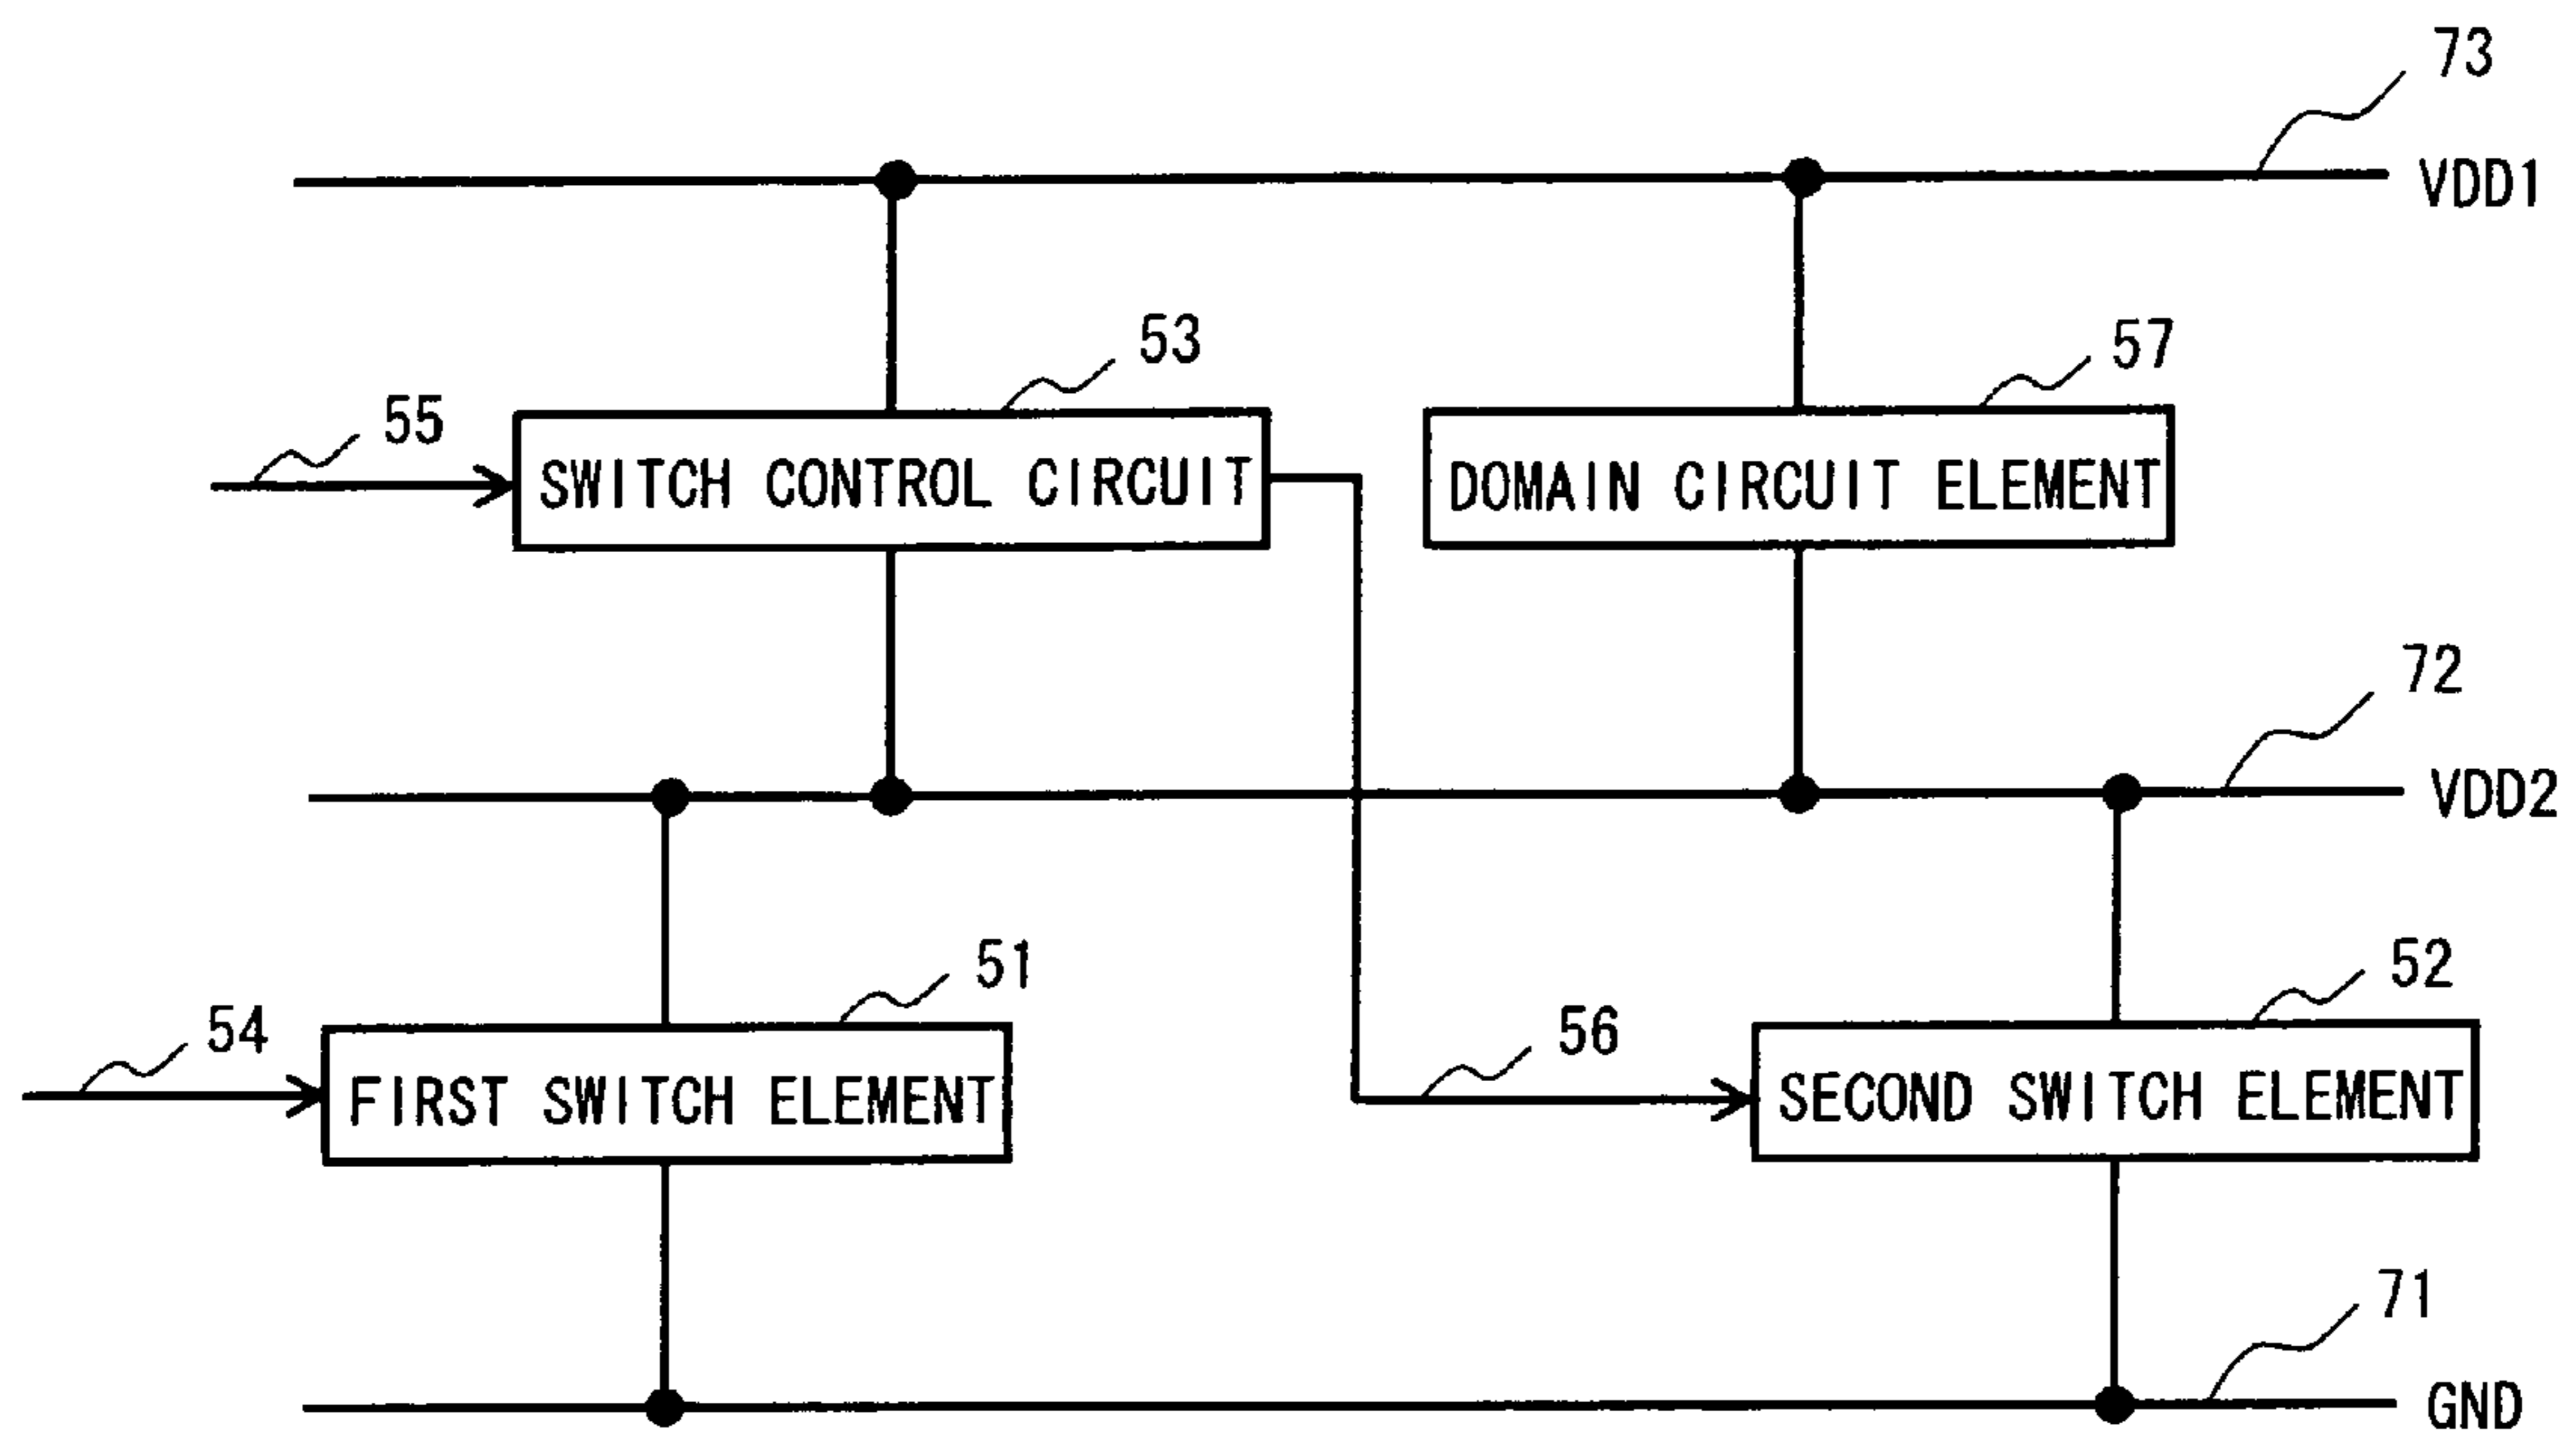 73
VDD1
53
57
55
SWITCH CONTROL CIRCUIT
DOMAIN CIRCUIT ELEMENT
72
VDD2
51
52
54
56
FIRST SWITCH ELEMENT
SECOND SWITCH ELEMENT
71
GND